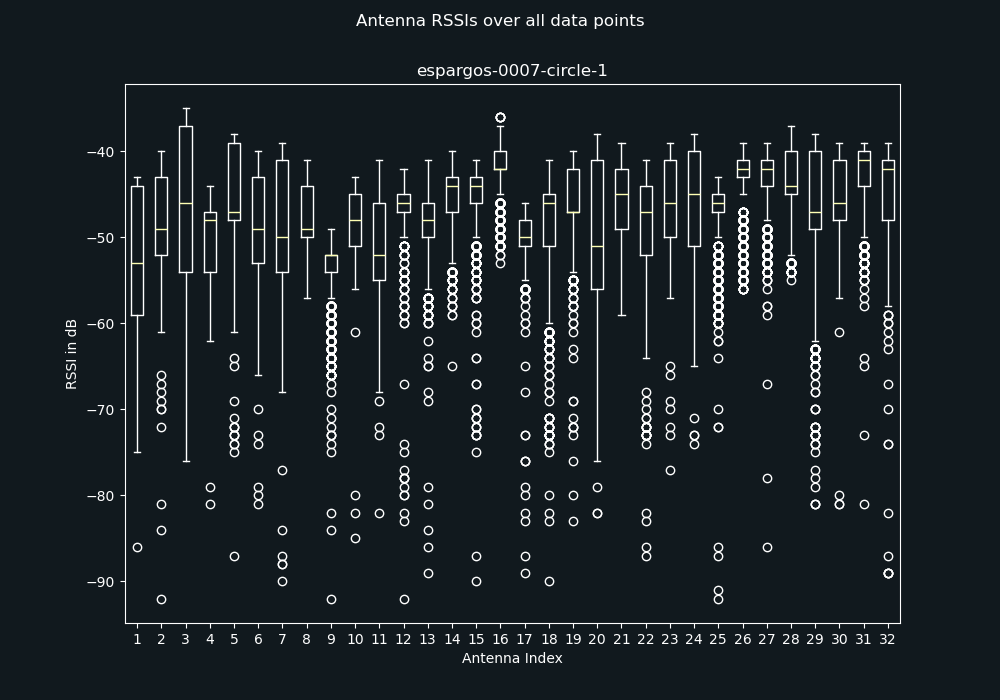 Antenna RSSIs over all data points
espargos-0007-circle-1
−40
−50
−60
−70
−80
−90
RSSI in dB
1 2 3 4 5 6 7 8 9 10 11 12 13 14 15 16 17 18 19 20 21 22 23 24 25 26 27 28 29 30 31 32
Antenna Index